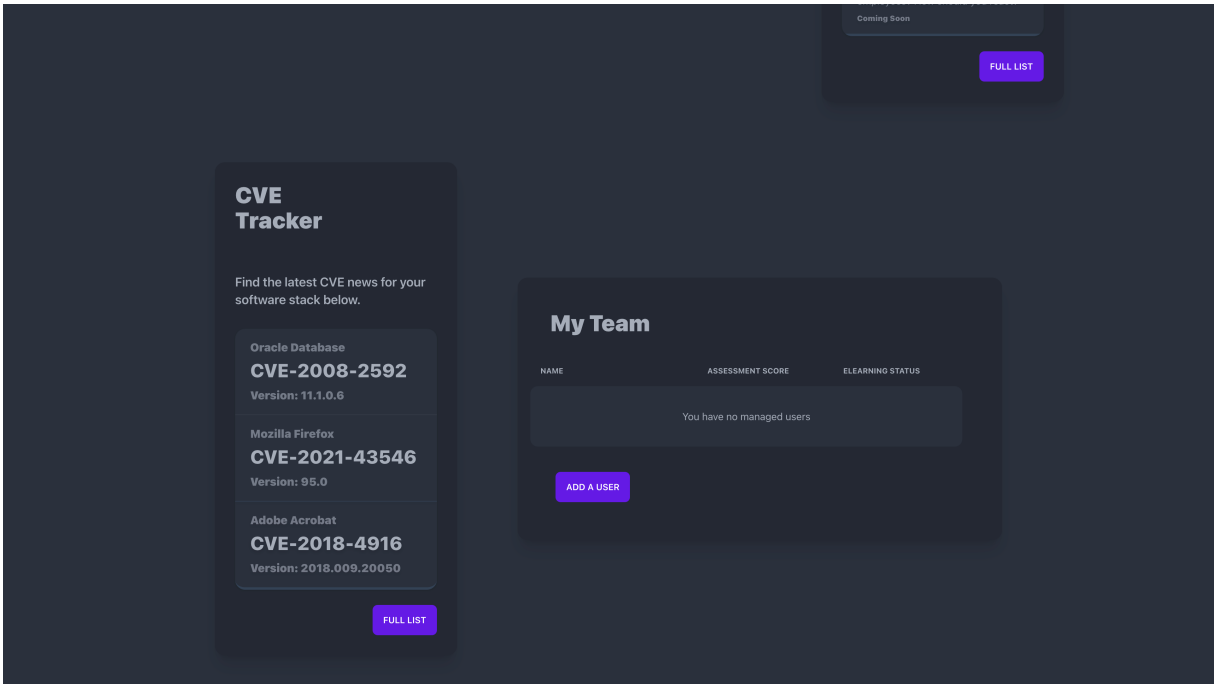 Coming Soon
FULL LIST
CVE
Tracker
Find the latest CVE news for your
software stack below.
Oracle Database
CVE-2008-2592
Version: 11.1.0.6
Mozilla Firefox
CVE-2021-43546
Version: 95.0
Adobe Acrobat
CVE-2018-4916
Version: 2018.009.20050
FULL LIST
My Team
NAME ASSESSMENT SCORE ELEARNING STATUS
You have no managed users
ADD A USER